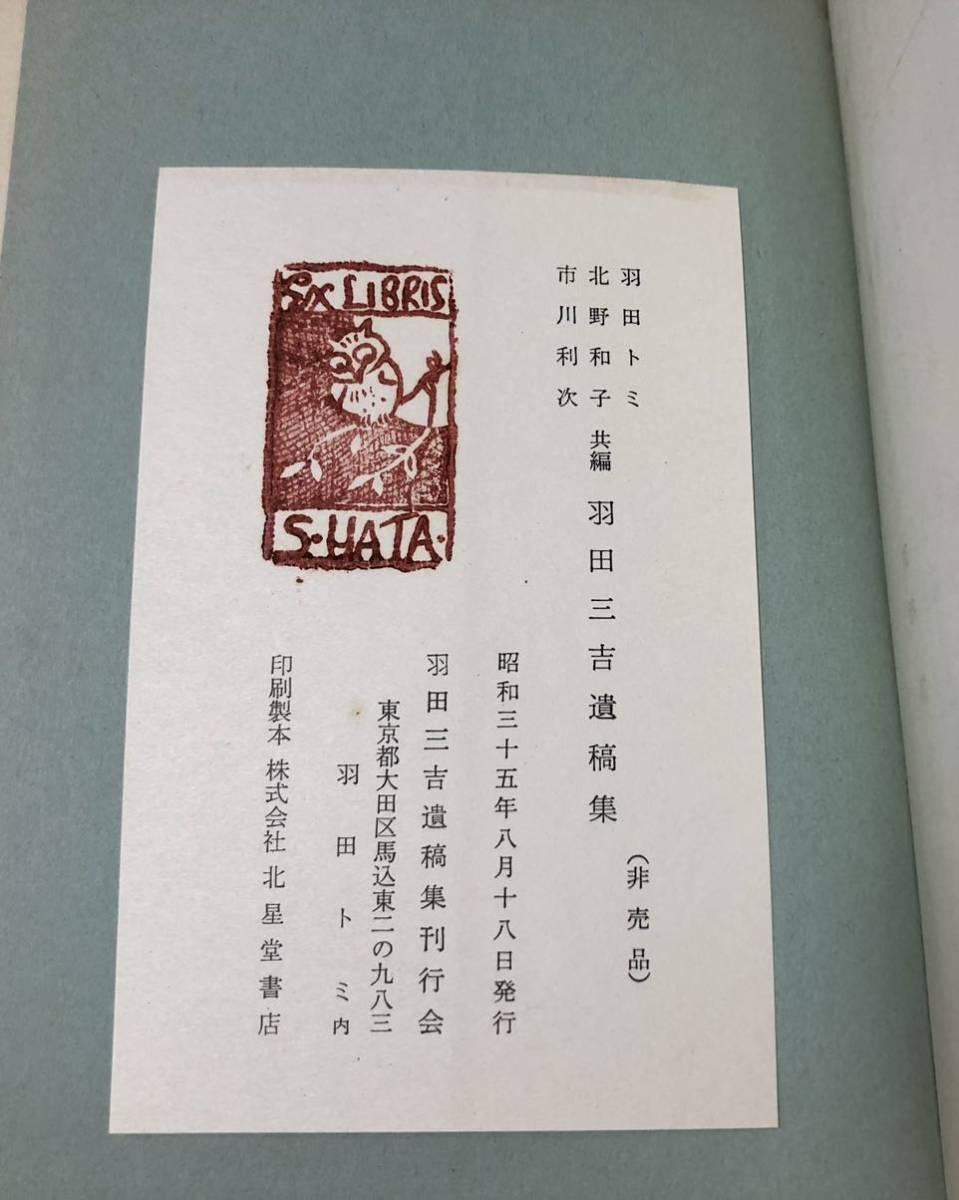 羽田トミ
北野和子 共編 羽田三吉遺稿集
市川利次
(非売品)
昭和三十五年八月十八日発行
羽田三吉遺稿集刊行会
東京都大田区馬込東二の九八三
羽田トミ内
印刷製本 株式会社 北星堂書店
EX LIBRIS
S・HATA・